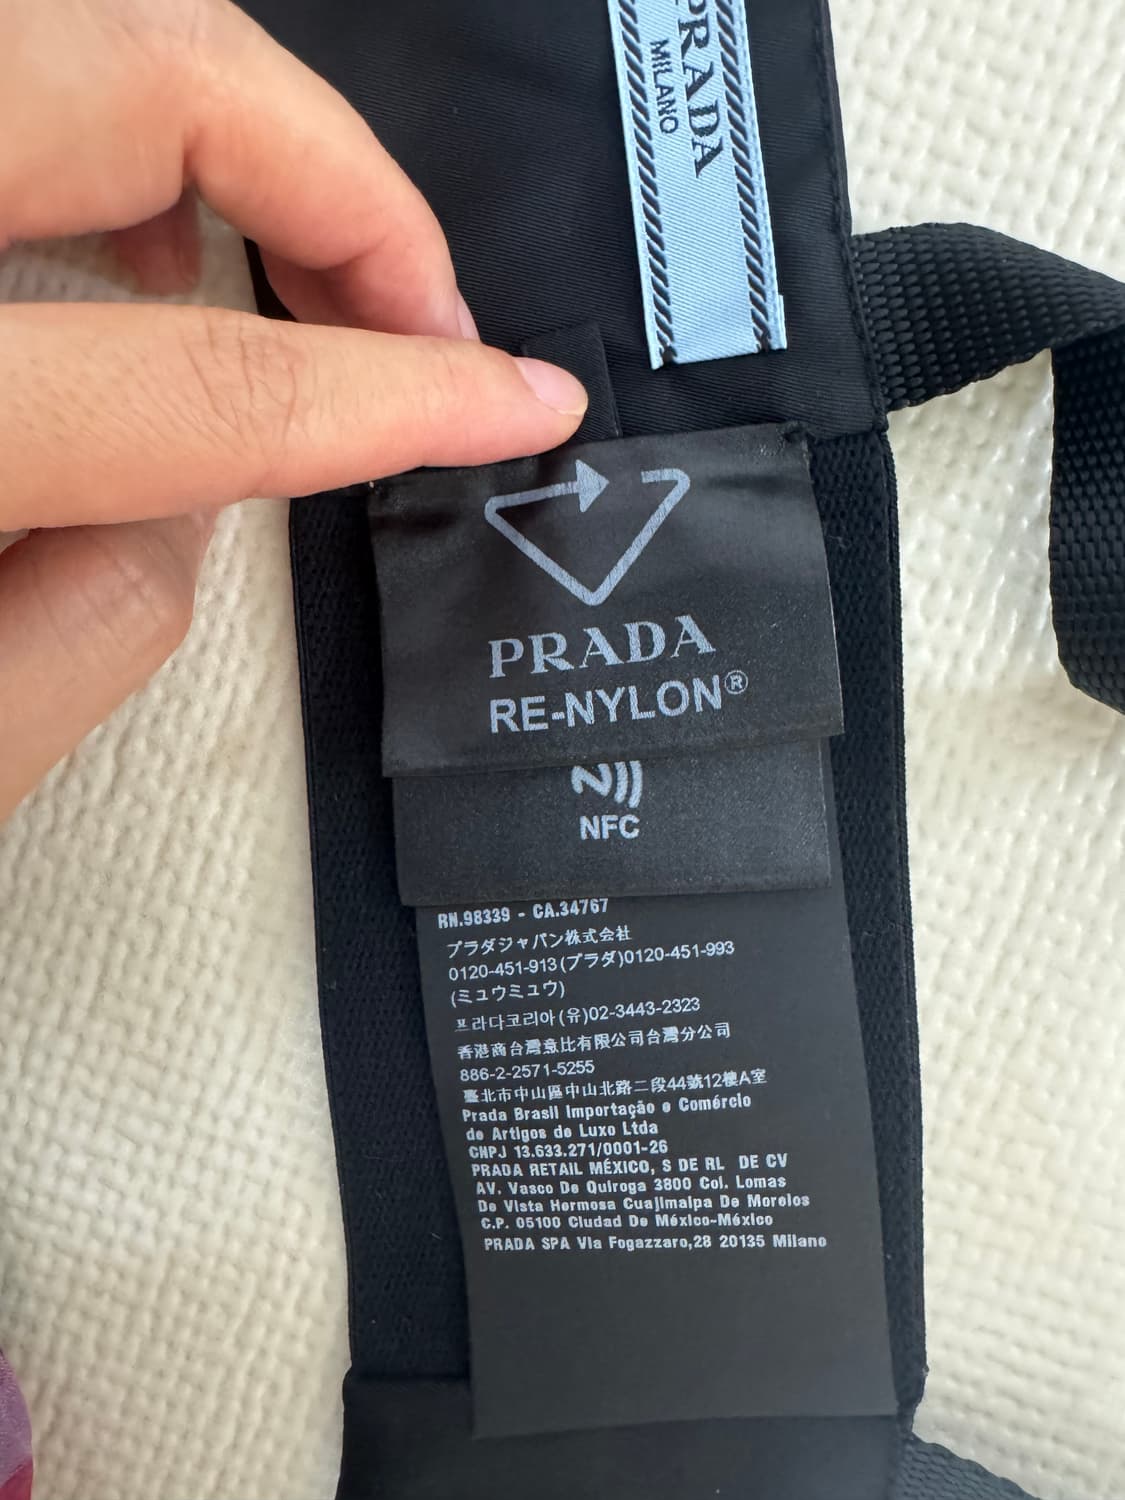 PRADA
MILANO
PRADA
RE-NYLON®
NFC
RN.98339 - CA.34767
プラダジャパン株式会社
0120-451-913(プラダ)0120-451-993
(ミュウミュウ)
프라다코리아(유)02-3443-2323
香港商台灣意比有限公司台灣分公司
886-2-2571-5255
臺北市中山區中山北路二段44號12樓A室
Prada Brasil Importação e Comércio
de Artigos de Luxo Ltda
CNPJ 13.633.271/0001-26
PRADA RETAIL MÉXICO, S DE RL DE CV
AV. Vasco De Quiroga 3800 Col. Lomas
De Vista Hermosa Cuajimalpa De Morelos
C.P. 05100 Ciudad De México-México
PRADA SPA Via Fogazzaro,28 20135 Milano